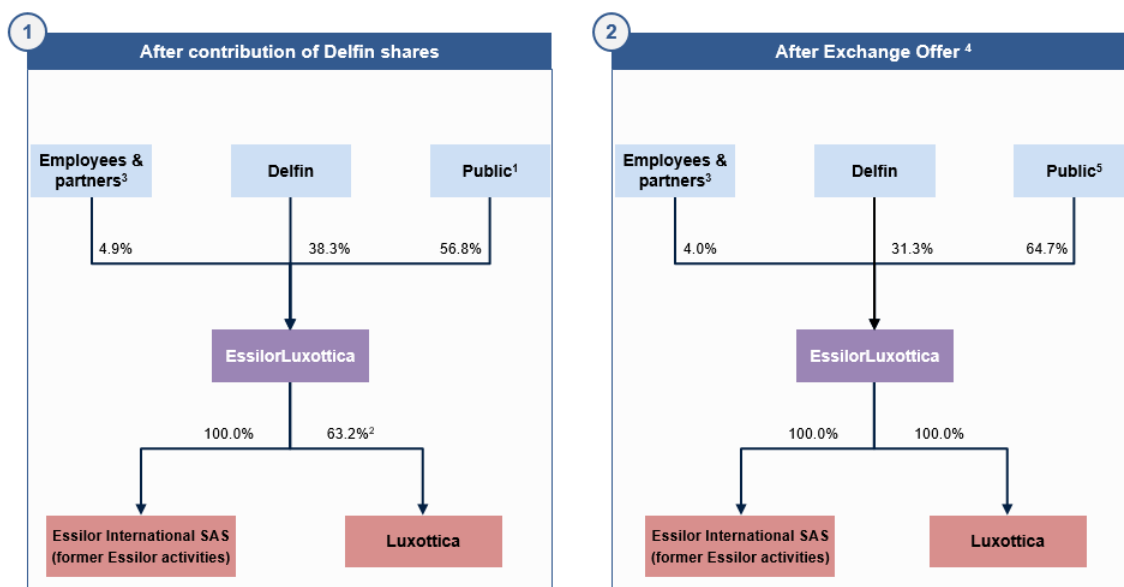 1
After contribution of Delfin shares
Employees &
partners³
Delfin
Public¹
4.9%
38.3%
56.8%
EssilorLuxottica
100.0%
63.2%²
Essilor International SAS
(former Essilor activities)
Luxottica
2
After Exchange Offer ⁴
Employees &
partners³
Delfin
Public⁵
4.0%
31.3%
64.7%
EssilorLuxottica
100.0%
100.0%
Essilor International SAS
(former Essilor activities)
Luxottica